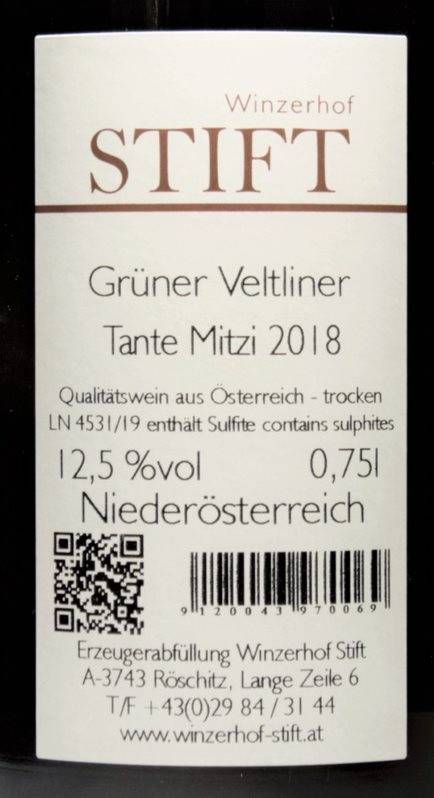 Winzerhof
STIFT
Grüner Veltliner
Tante Mitzi 2018
Qualitätswein aus Österreich - trocken
LN 4531/19 enthält Sulfite contains sulphites
12,5 %vol 0,75l
Niederösterreich
9 120043 970069
Erzeugerabfüllung Winzerhof Stift
A-3743 Röschitz, Lange Zeile 6
T/F +43(0)29 84 / 31 44
www.winzerhof-stift.at